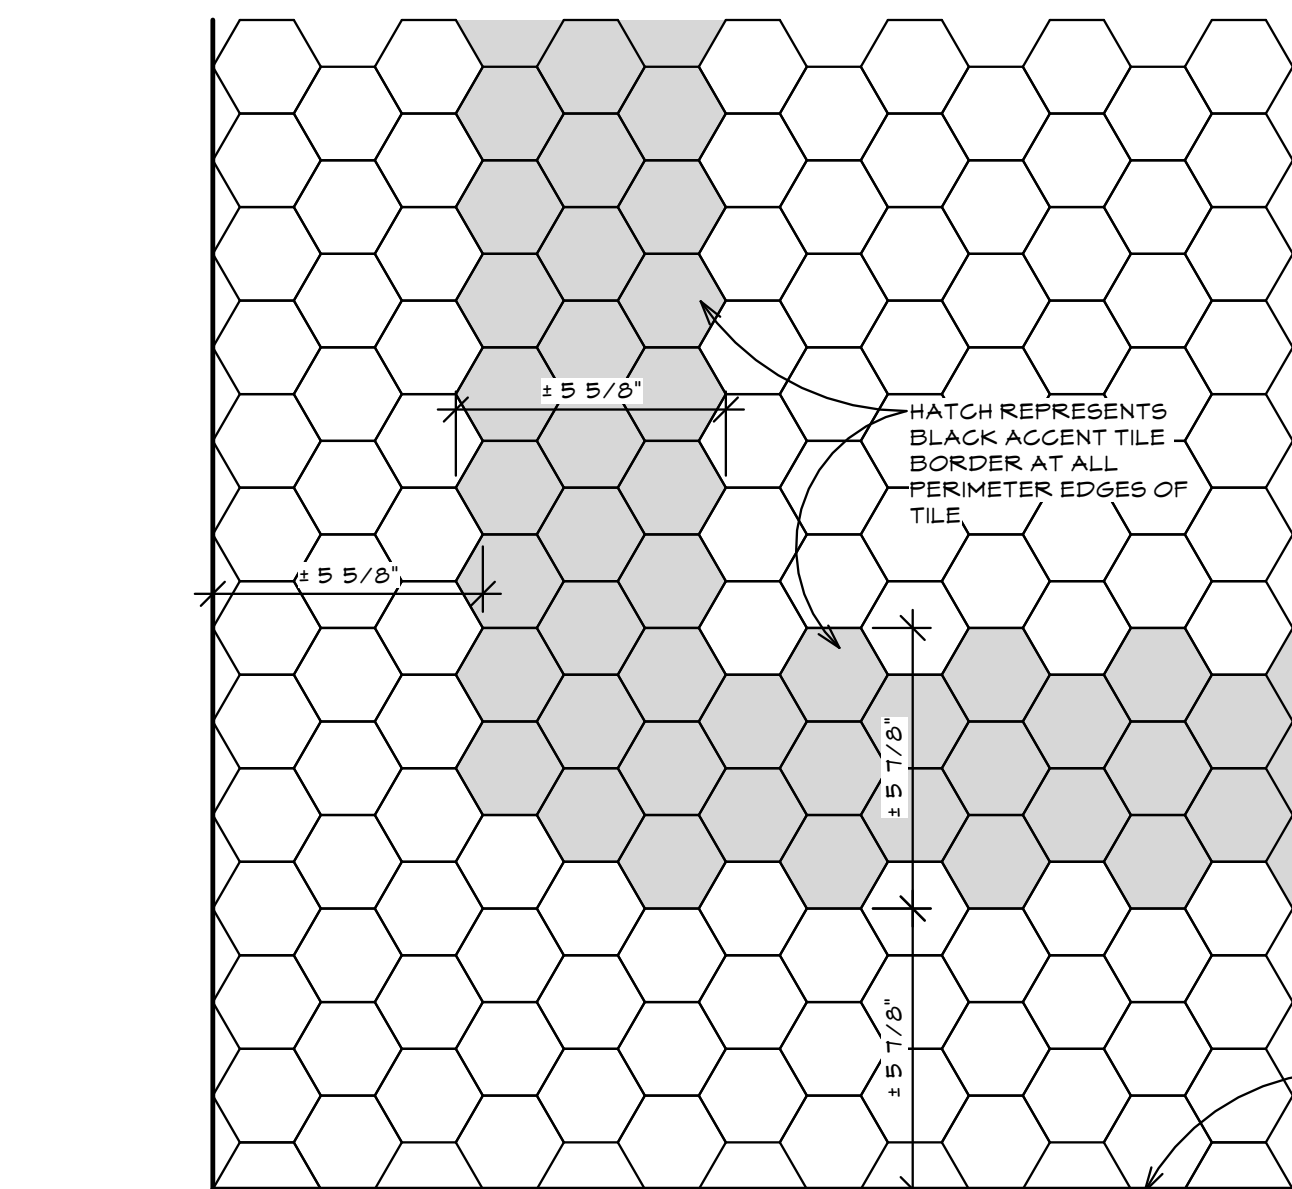 ± 5 5/8"
HATCH REPRESENTS
BLACK ACCENT TILE
BORDER AT ALL
PERIMETER EDGES OF
TILE
± 5 5/8"
± 5 7/8"
± 5 7/8"